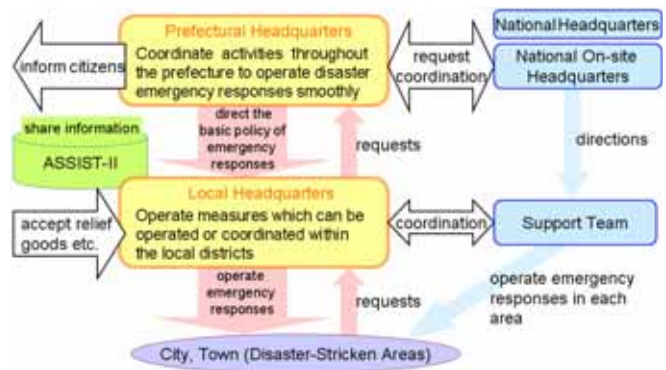 Prefectural Headquarters
Coordinate activities throughout
the prefecture to operate disaster
emergency responses smoothly
inform citizens
request
coordination
National Headquarters
National On-site
Headquarters
share information
ASSIST-II
direct the
basic policy of
emergency
responses
requests
directions
Local Headquarters
Operate measures which can be
operated or coordinated within
the local districts
accept relief
goods etc.
coordination
Support Team
operate
emergency
responses
requests
operate emergency
responses in each
area
City, Town (Disaster-Stricken Areas)